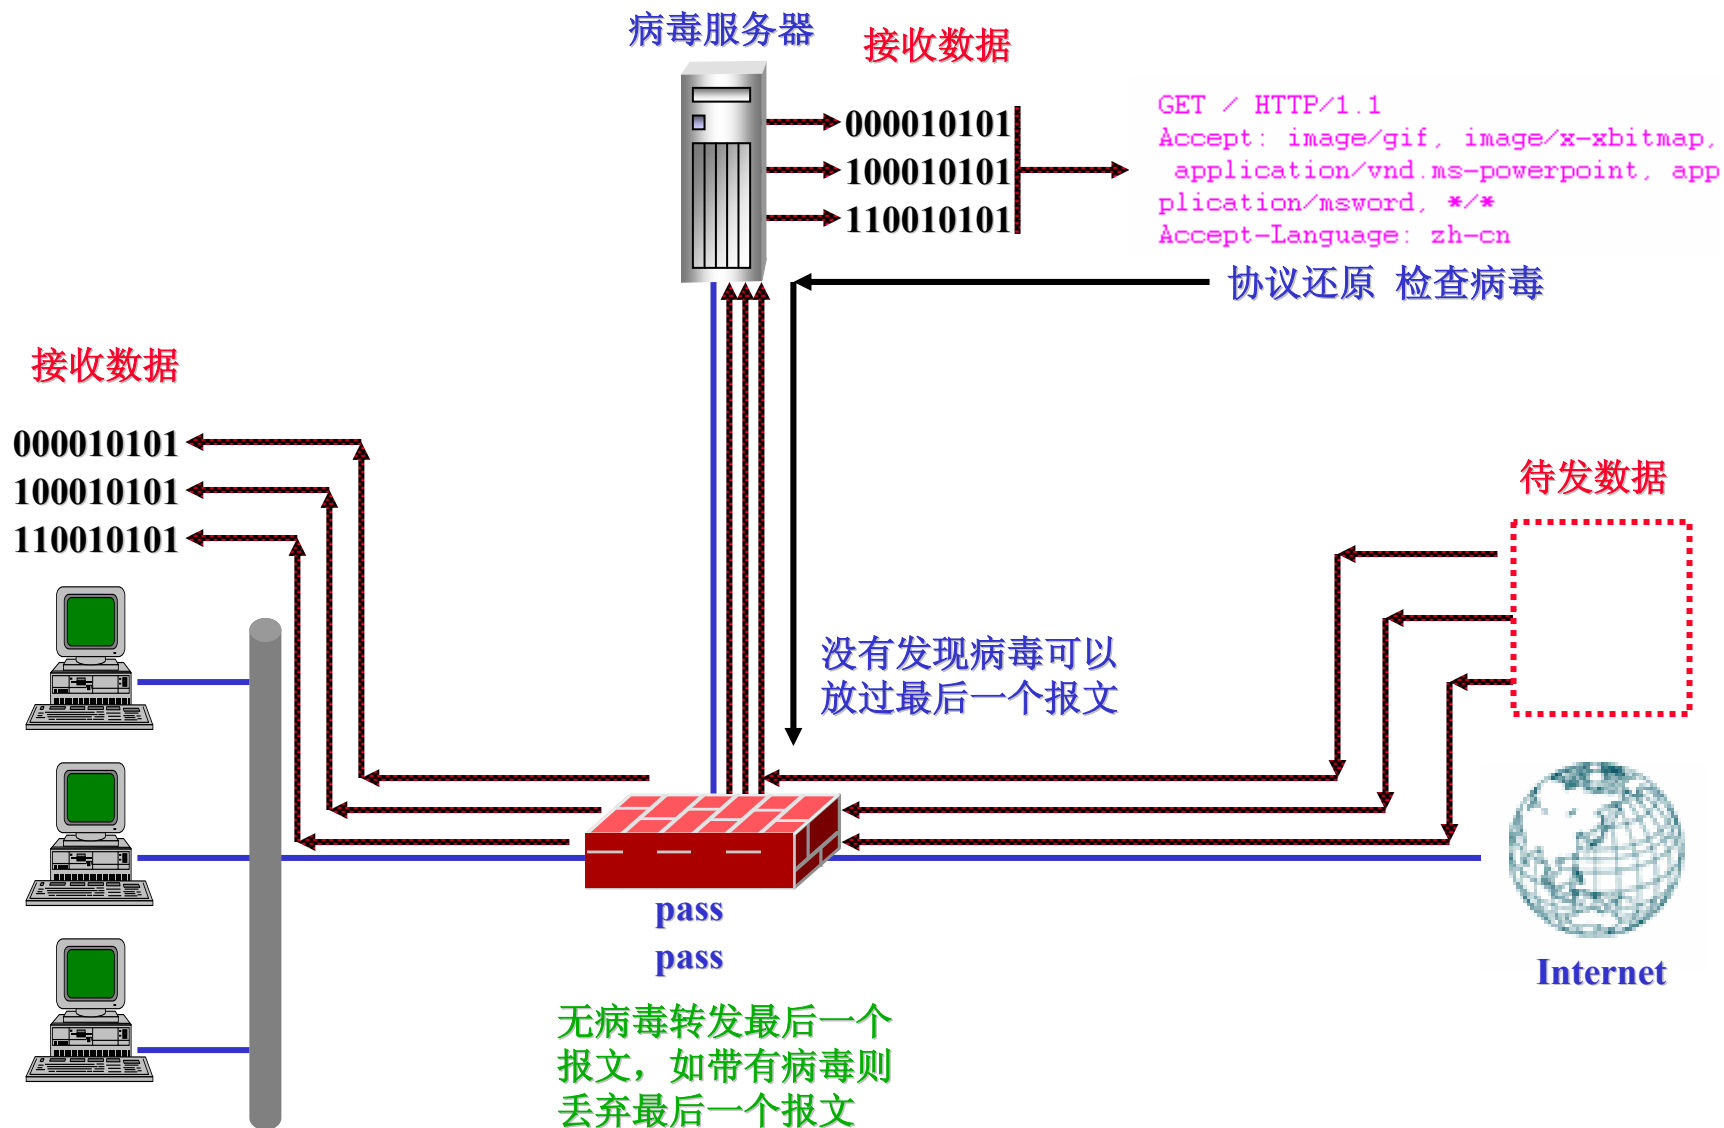 病毒服务器
接收数据
000010101
100010101
110010101
GET / HTTP/1.1
Accept: image/gif, image/x-xbitmap,
application/vnd.ms-powerpoint, app
plication/msword, */*
Accept-Language: zh-cn
协议还原 检查病毒
接收数据
000010101
100010101
110010101
待发数据
没有发现病毒可以
放过最后一个报文
pass
pass
Internet
无病毒转发最后一个
报文，如带有病毒则
丢弃最后一个报文